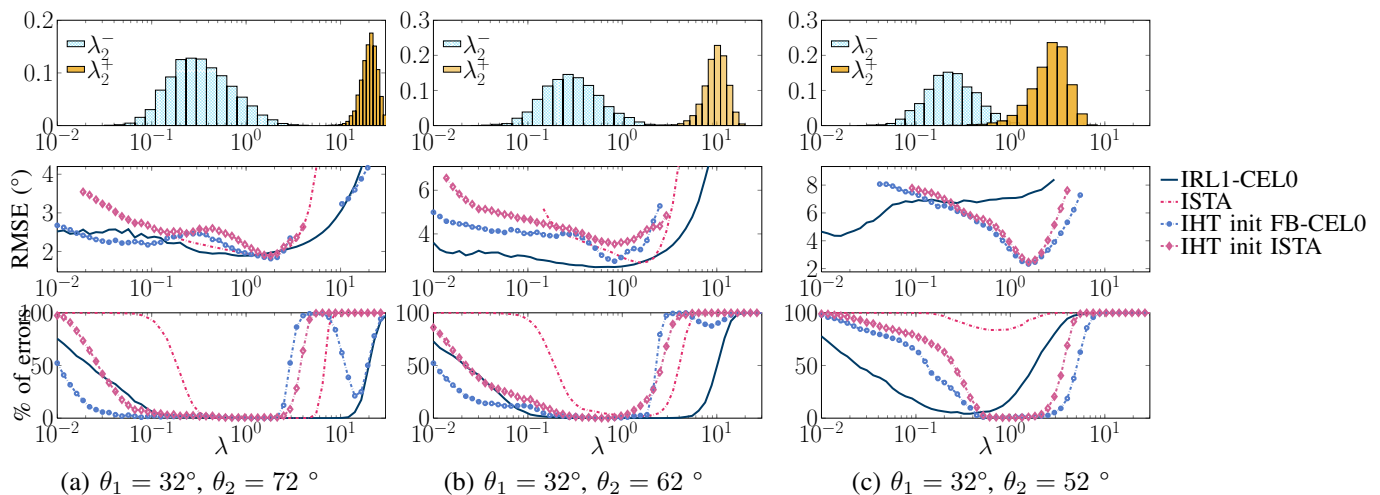 0.2
0.1
0
λ₂⁻
λ₂⁺
10⁻² 10⁻¹ 10⁰ 10¹
0.3
0.2
0.1
0
λ₂⁻
λ₂⁺
10⁻² 10⁻¹ 10⁰ 10¹
0.3
0.2
0.1
0
λ₂⁻
λ₂⁺
10⁻² 10⁻¹ 10⁰ 10¹
RMSE (°)
4
3
2
10⁻² 10⁻¹ 10⁰ 10¹
6
4
10⁻² 10⁻¹ 10⁰ 10¹
8
6
4
2
10⁻² 10⁻¹ 10⁰ 10¹
IRL1-CEL0
ISTA
IHT init FB-CEL0
IHT init ISTA
% of errors
100
50
0
10⁻² 10⁻¹ 10⁰ 10¹
λ
100
50
0
10⁻² 10⁻¹ 10⁰ 10¹
λ
100
50
0
10⁻² 10⁻¹ 10⁰ 10¹
λ
(a) θ₁ = 32°, θ₂ = 72 °
(b) θ₁ = 32°, θ₂ = 62 °
(c) θ₁ = 32°, θ₂ = 52 °